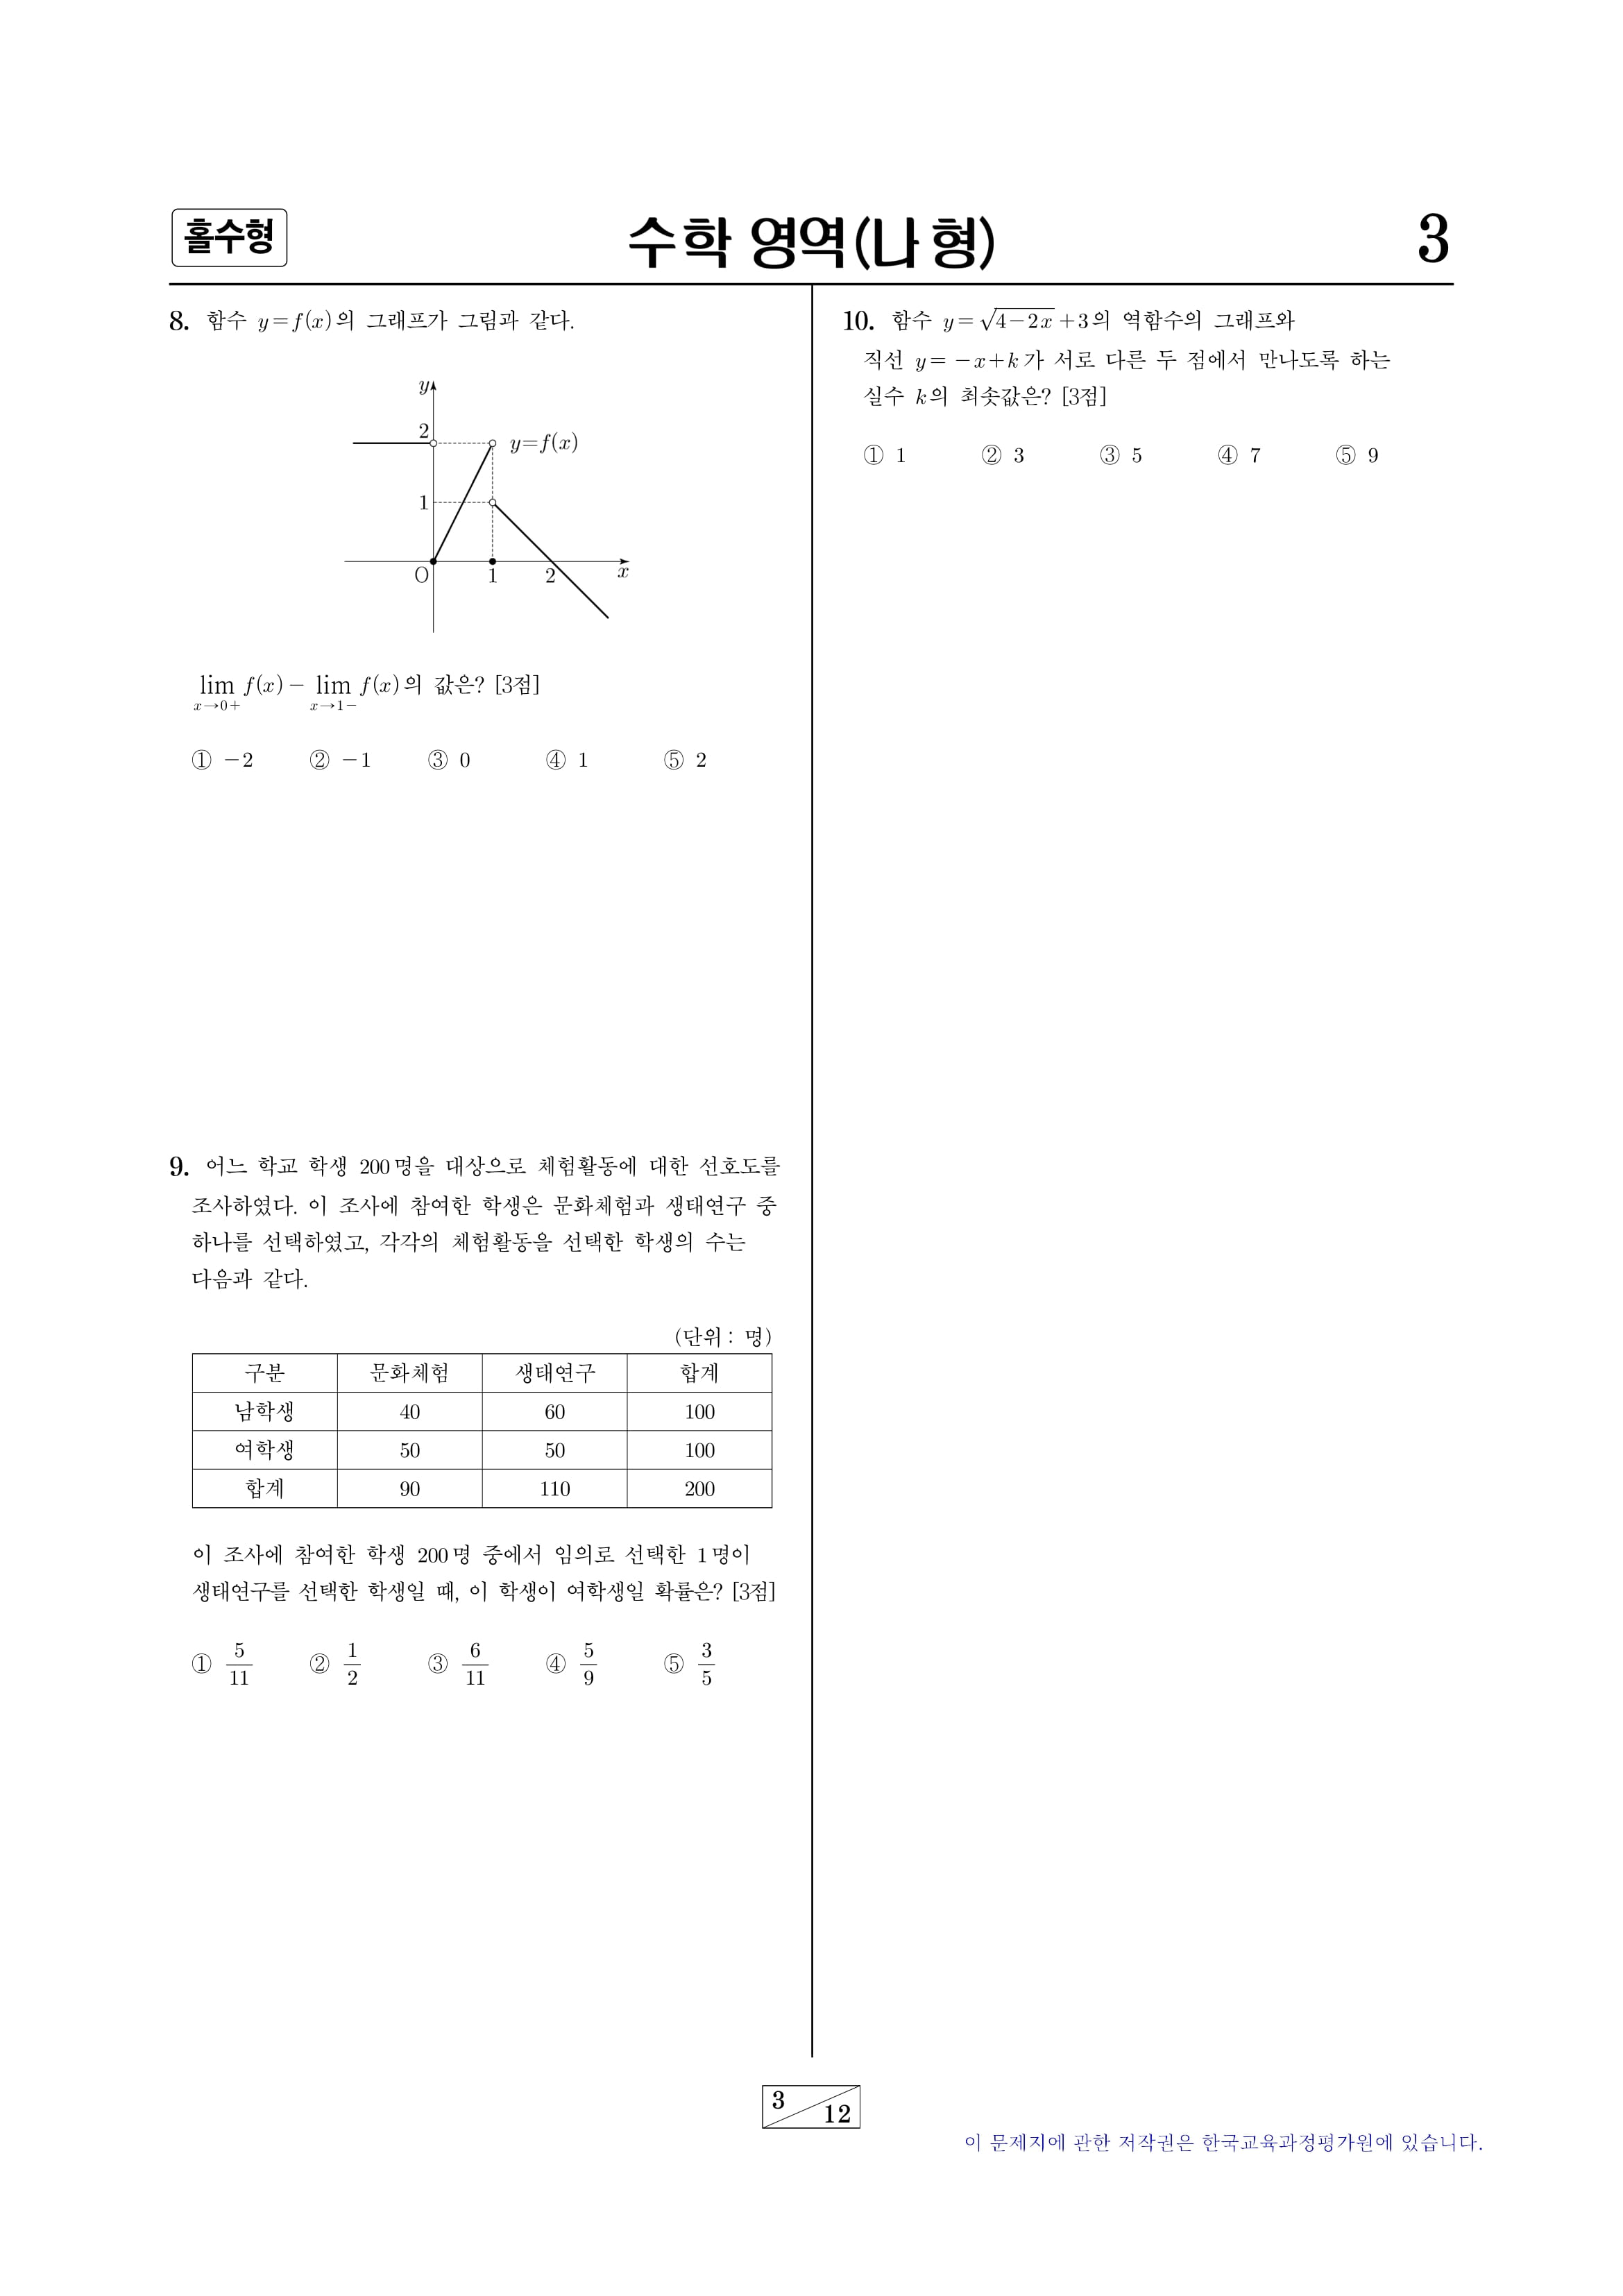 홀수형
수학 영역(나 형)
3
8. 함수 y=f(x)의 그래프가 그림과 같다.
y
2
y=f(x)
1
O 1 2 x
lim f(x)- lim f(x)의 값은? [3점]
x→0+ x→1-
① -2 ② -1 ③ 0 ④ 1 ⑤ 2
9. 어느 학교 학생 200명을 대상으로 체험활동에 대한 선호도를
조사하였다. 이 조사에 참여한 학생은 문화체험과 생태연구 중
하나를 선택하였고, 각각의 체험활동을 선택한 학생의 수는
다음과 같다.
(단위 : 명)
구분 문화체험 생태연구 합계
남학생 40 60 100
여학생 50 50 100
합계 90 110 200
이 조사에 참여한 학생 200명 중에서 임의로 선택한 1명이
생태연구를 선택한 학생일 때, 이 학생이 여학생일 확률은? [3점]
① 5/11 ② 1/2 ③ 6/11 ④ 5/9 ⑤ 3/5
10. 함수 y=√(4-2x)+3의 역함수의 그래프와
직선 y=-x+k가 서로 다른 두 점에서 만나도록 하는
실수 k의 최솟값은? [3점]
① 1 ② 3 ③ 5 ④ 7 ⑤ 9
3
12
이 문제지에 관한 저작권은 한국교육과정평가원에 있습니다.